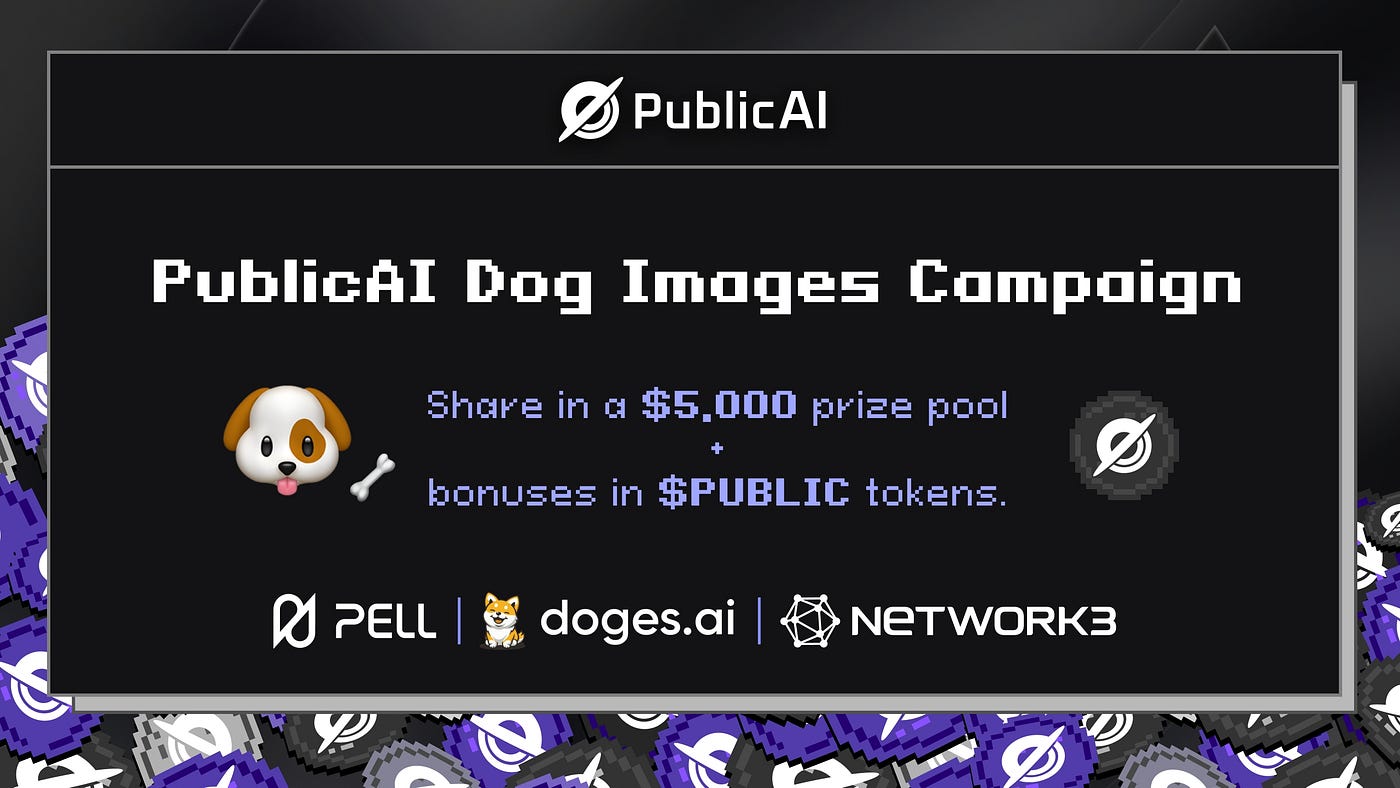 PublicAI
PublicAI Dog Images Campaign
Share in a $5,000 prize pool
+
bonuses in $PUBLIC tokens.
PELL | doges.ai | NETWORK3